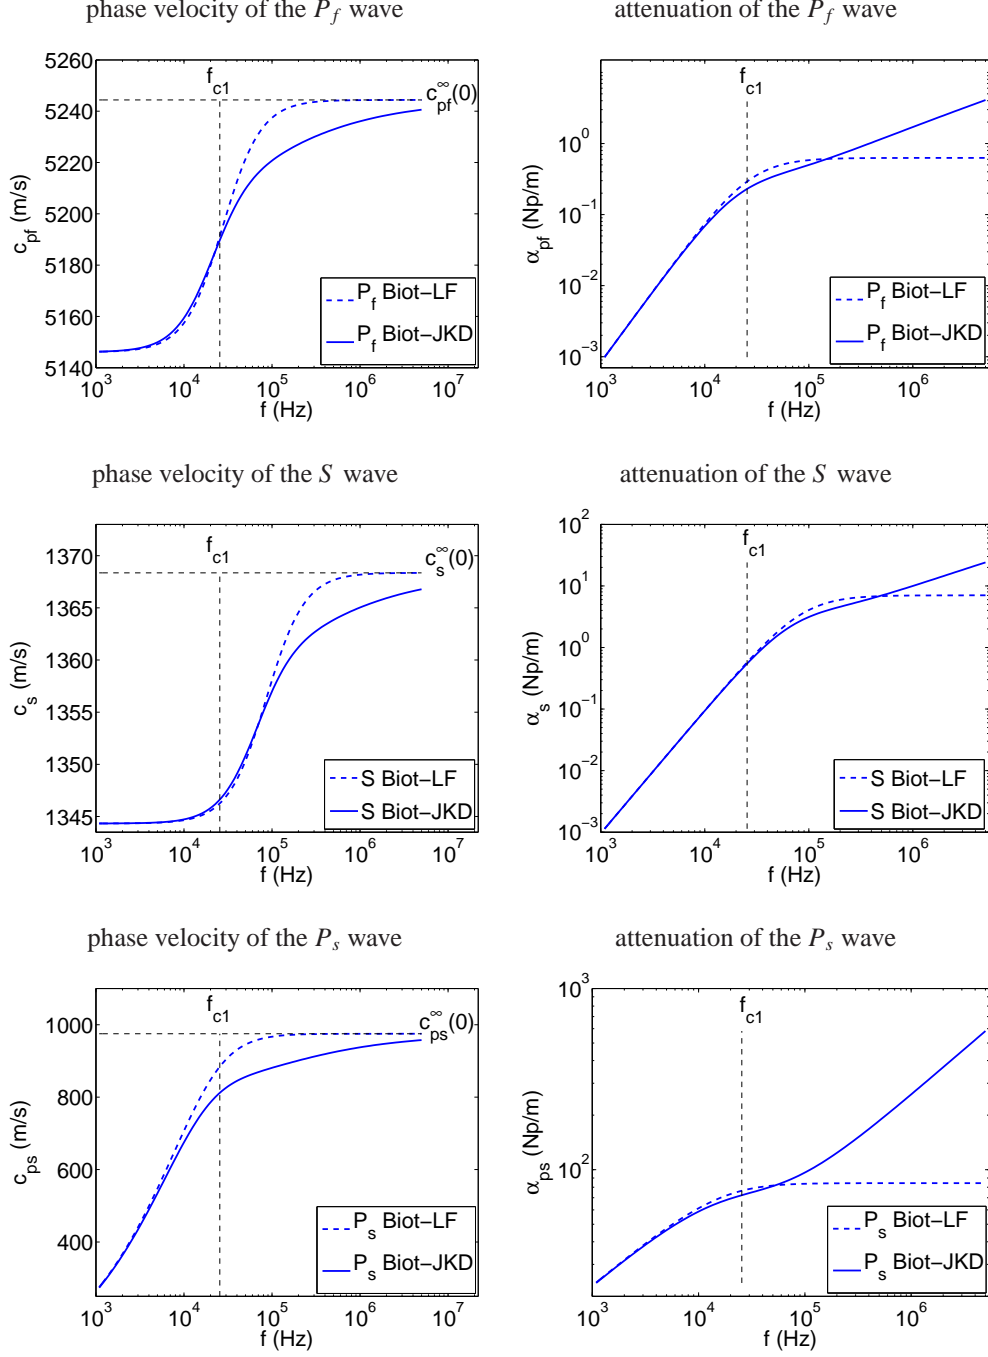 phase velocity of the P_f wave
attenuation of the P_f wave
5260
5240
5220
5200
5180
5160
5140
c_pf (m/s)
f_c1
c_pf^∞(0)
P_f Biot−LF
P_f Biot−JKD
10^3 10^4 10^5 10^6 10^7
f (Hz)
10^0
10^−1
10^−2
10^−3
α_pf (Np/m)
f_c1
P_f Biot−LF
P_f Biot−JKD
10^3 10^4 10^5 10^6
f (Hz)
phase velocity of the S wave
attenuation of the S wave
1370
1365
1360
1355
1350
1345
c_s (m/s)
f_c1
c_s^∞(0)
S Biot−LF
S Biot−JKD
10^3 10^4 10^5 10^6 10^7
f (Hz)
10^2
10^1
10^0
10^−1
10^−2
10^−3
α_s (Np/m)
f_c1
S Biot−LF
S Biot−JKD
10^3 10^4 10^5 10^6
f (Hz)
phase velocity of the P_s wave
attenuation of the P_s wave
1000
800
600
400
c_ps (m/s)
f_c1
c_ps^∞(0)
P_s Biot−LF
P_s Biot−JKD
10^3 10^4 10^5 10^6 10^7
f (Hz)
10^3
10^2
α_ps (Np/m)
f_c1
P_s Biot−LF
P_s Biot−JKD
10^3 10^4 10^5 10^6
f (Hz)